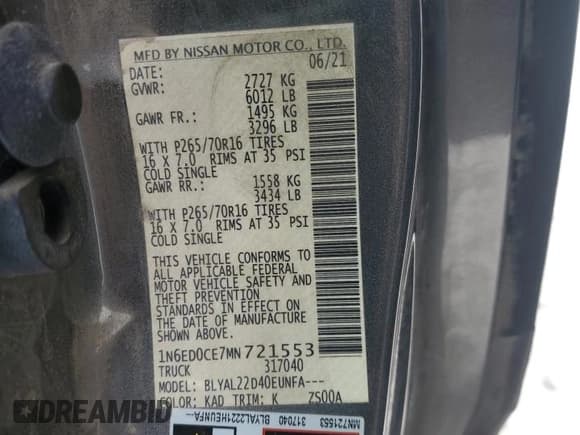 MFD BY NISSAN MOTOR CO., LTD.
DATE: 06/21
GVWR: 2727 KG
6012 LB
GAWR FR.: 1495 KG
3296 LB
WITH P265/70R16 TIRES
16 X 7.0 RIMS AT 35 PSI
COLD SINGLE
GAWR RR.: 1558 KG
3434 LB
WITH P265/70R16 TIRES
16 X 7.0 RIMS AT 35 PSI
COLD SINGLE
THIS VEHICLE CONFORMS TO
ALL APPLICABLE FEDERAL
MOTOR VEHICLE SAFETY AND
THEFT PREVENTION
STANDARDS IN EFFECT ON
THE DATE OF MANUFACTURE
SHOWN ABOVE
1N6ED0CE7MN721553
TRUCK 317040
MODEL: BLYAL22D40EUNFA---
COLOR: KAD TRIM: K ZS00A
MN721553 317040 BLYAL2221HEUNFA--
DREAMBID